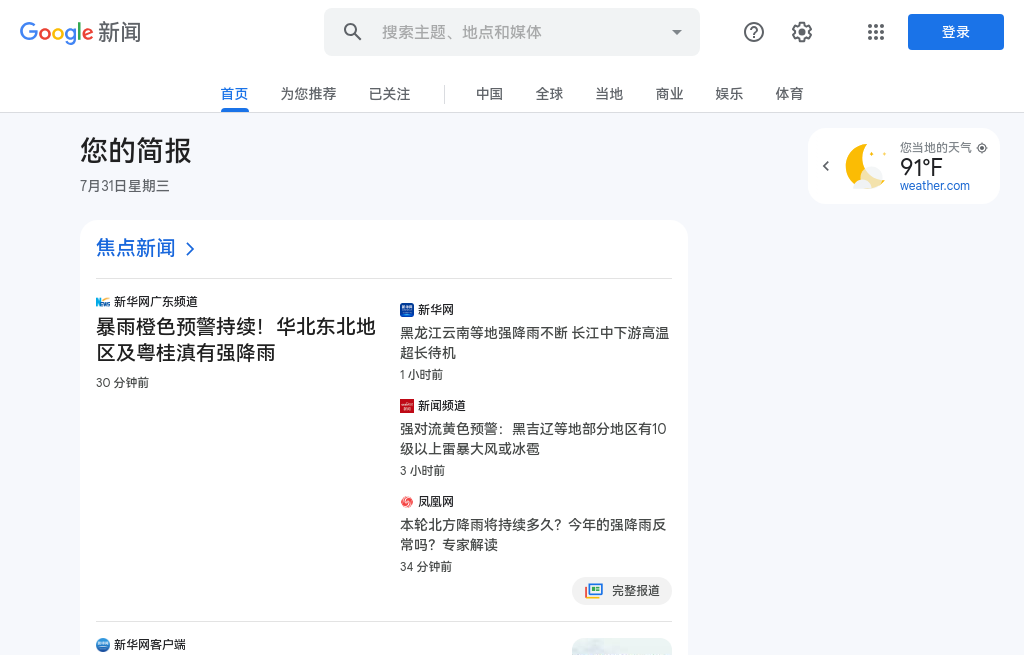 Google 新闻
搜索主题、地点和媒体
登录
首页
为您推荐
已关注
中国
全球
当地
商业
娱乐
体育
您的简报
7月31日星期三
您当地的天气
91°F
weather.com
焦点新闻
新华网广东频道
暴雨橙色预警持续！华北东北地
区及粤桂滇有强降雨
30 分钟前
新华网
黑龙江云南等地强降雨不断 长江中下游高温
超长待机
1 小时前
新闻频道
强对流黄色预警：黑吉辽等地部分地区有10
级以上雷暴大风或冰雹
3 小时前
凤凰网
本轮北方降雨将持续多久？今年的强降雨反
常吗？专家解读
34 分钟前
完整报道
新华网客户端